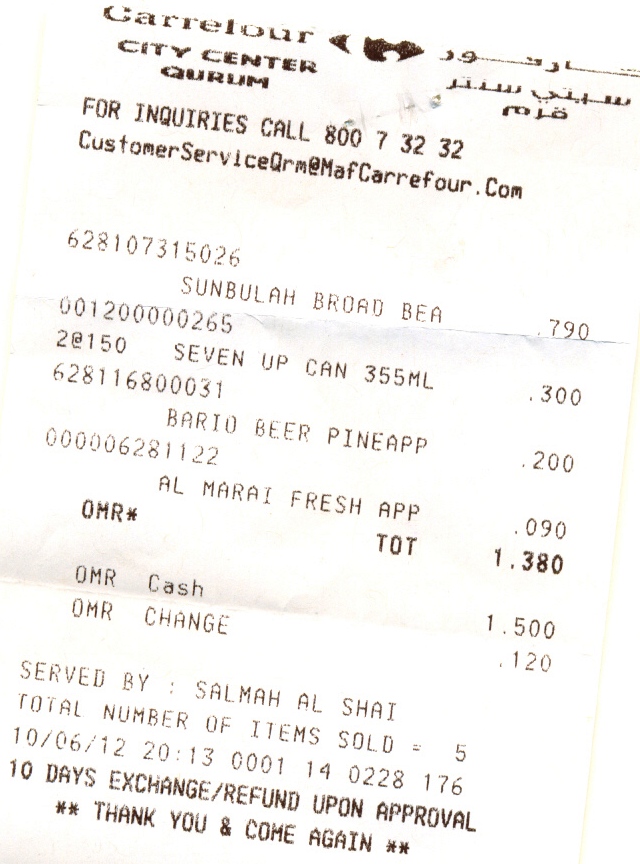 Carrefour كارفور
CITY CENTER سيتي سنتر
QURUM قرم
FOR INQUIRIES CALL 800 7 32 32
CustomerServiceQrm@MafCarrefour.Com
628107315026
SUNBULAH BROAD BEA .790
001200000265
2@150 SEVEN UP CAN 355ML .300
628116800031
BARIO BEER PINEAPP .200
000006281122
AL MARAI FRESH APP .090
OMR* TOT 1.380
OMR Cash 1.500
OMR CHANGE .120
SERVED BY : SALMAH AL SHAI
TOTAL NUMBER OF ITEMS SOLD = 5
10/06/12 20:13 0001 14 0228 176
10 DAYS EXCHANGE/REFUND UPON APPROVAL
** THANK YOU & COME AGAIN **